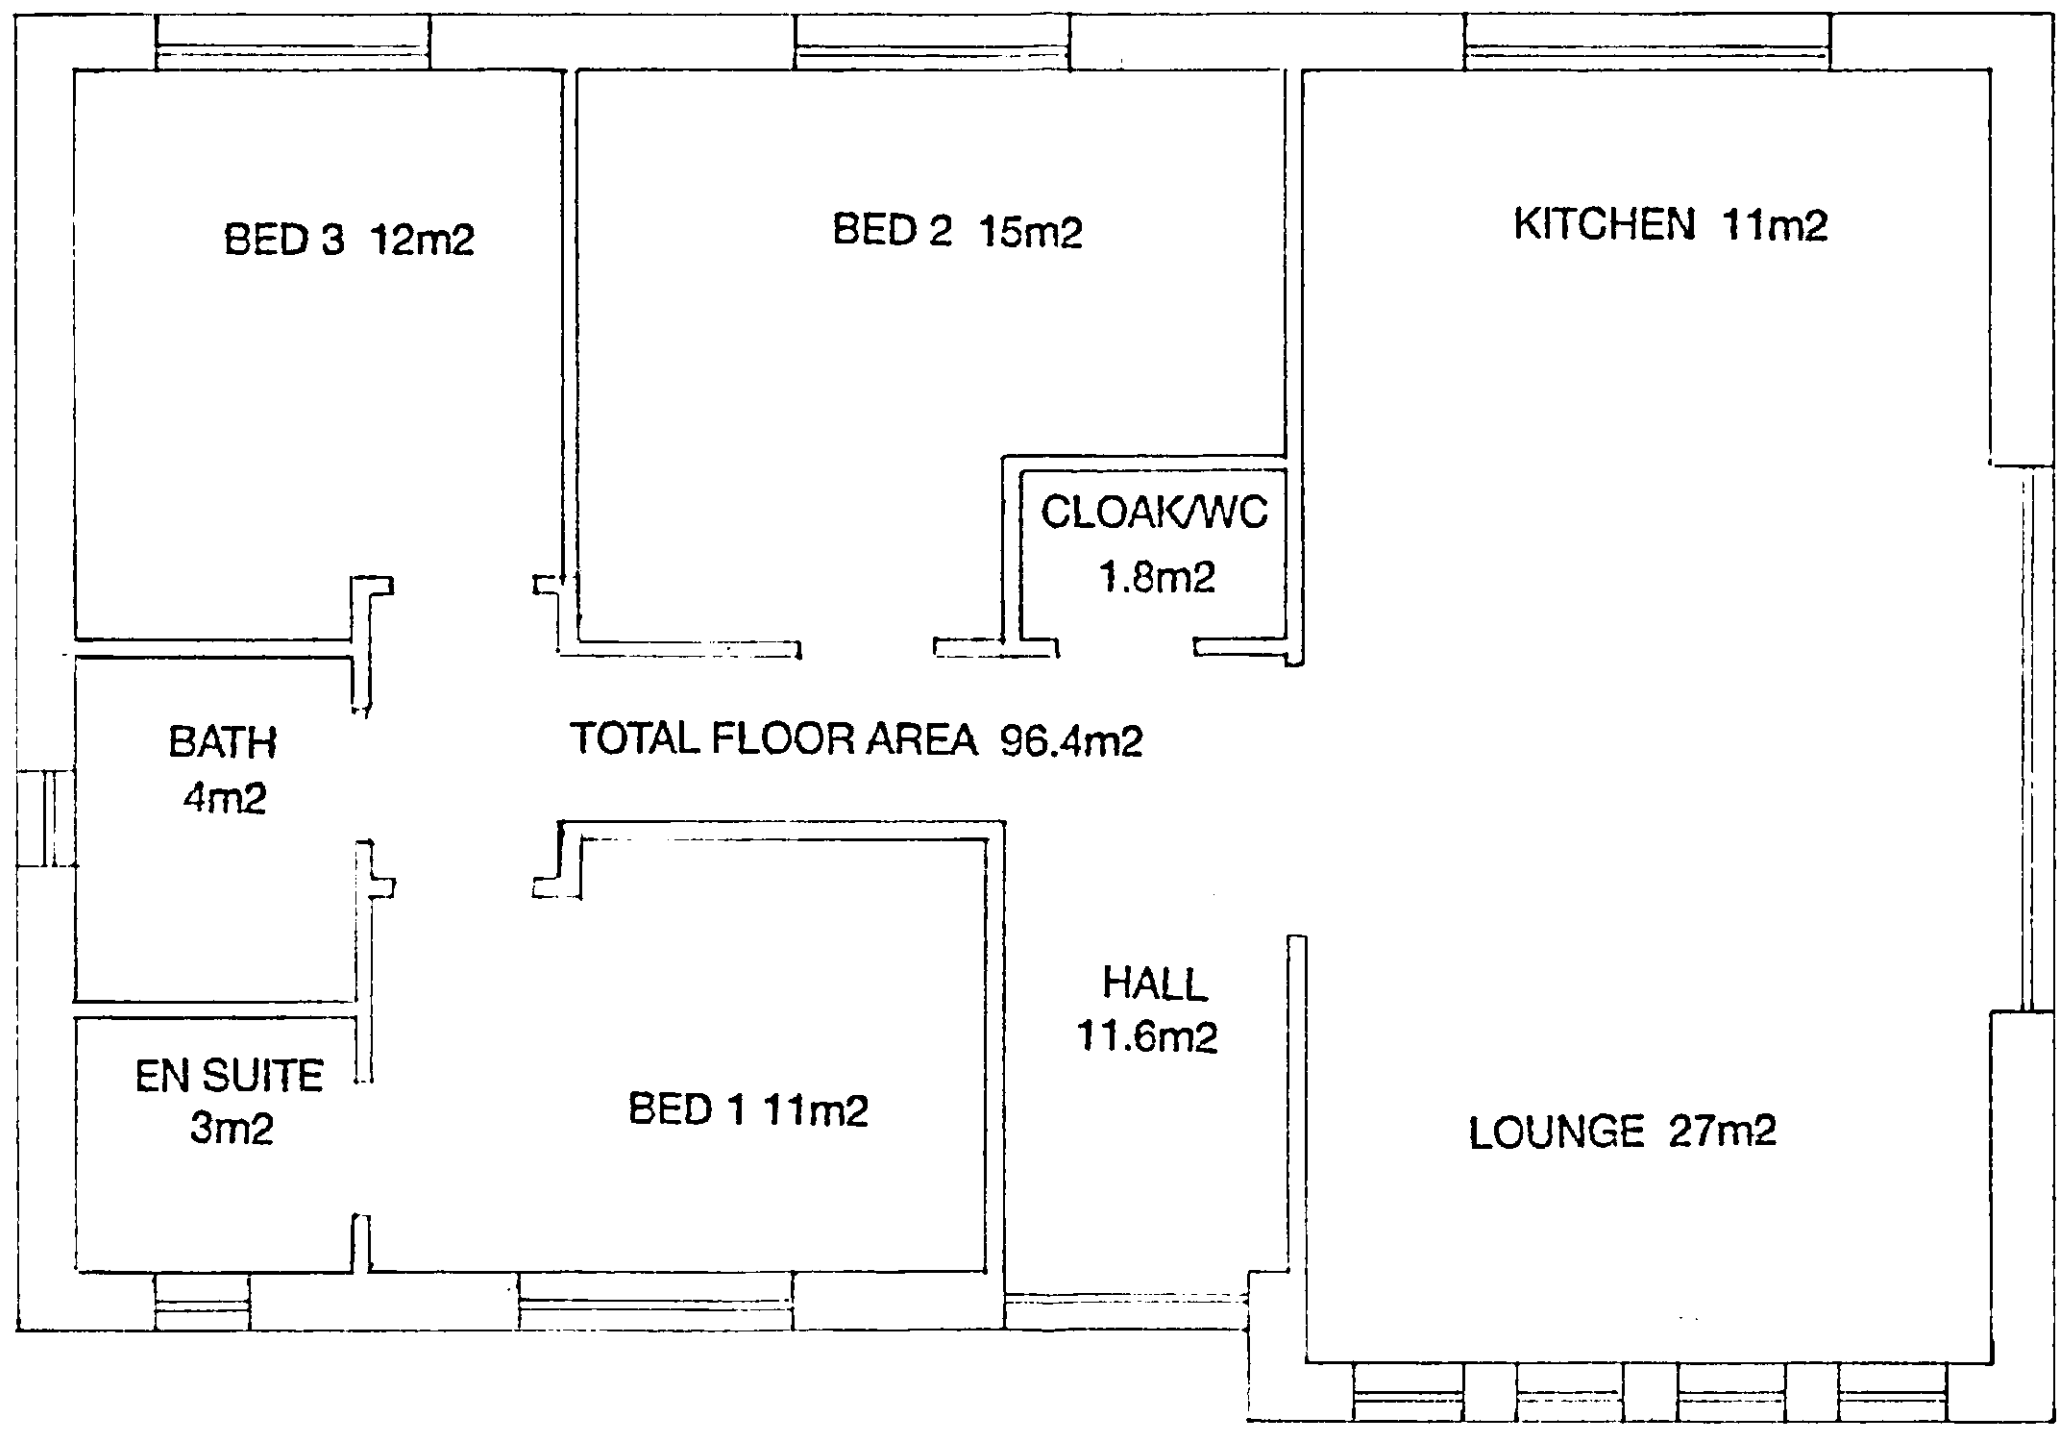 BED 3 12m2
BED 2 15m2
KITCHEN 11m2
CLOAK/WC
1.8m2
BATH
4m2
TOTAL FLOOR AREA 96.4m2
HALL
11.6m2
EN SUITE
3m2
BED 1 11m2
LOUNGE 27m2